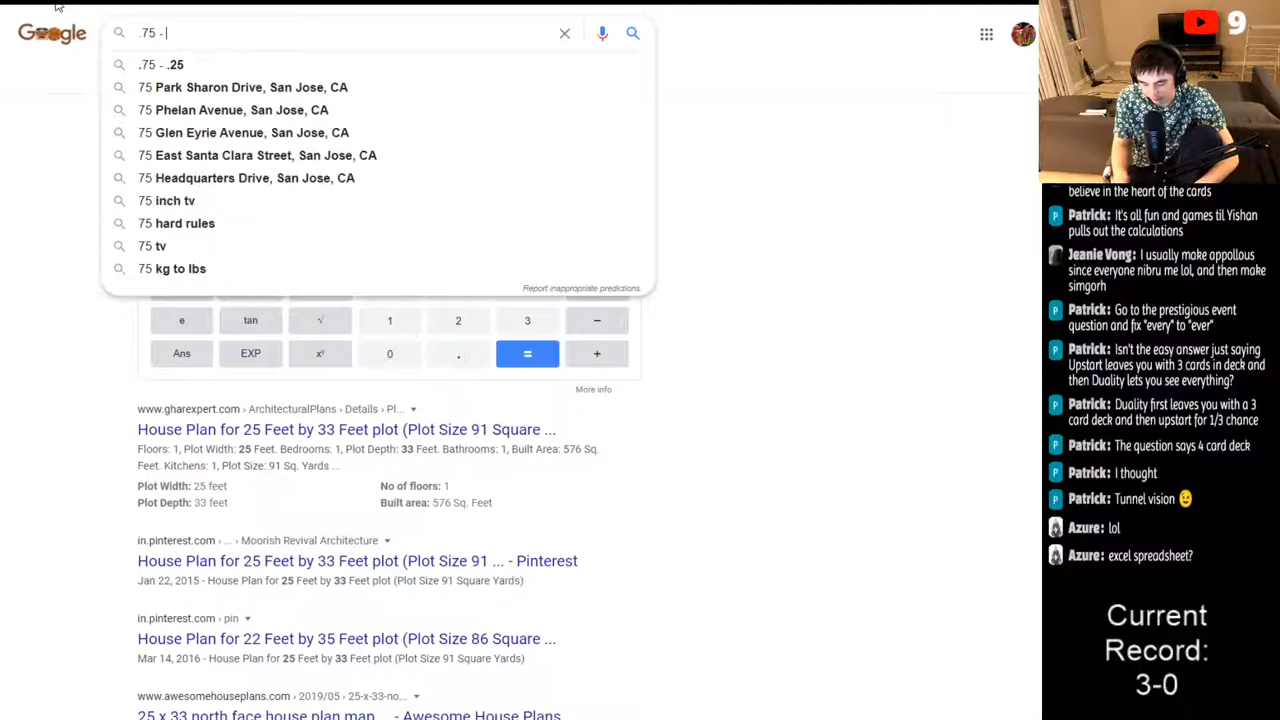 Google
.75 -
.75 - .25
75 Park Sharon Drive, San Jose, CA
75 Phelan Avenue, San Jose, CA
75 Glen Eyrie Avenue, San Jose, CA
75 East Santa Clara Street, San Jose, CA
75 Headquarters Drive, San Jose, CA
75 inch tv
75 hard rules
75 tv
75 kg to lbs
Report inappropriate predictions
e tan √ 1 2 3 −
Ans EXP xʸ 0 . = +
More info
www.gharexpert.com › ArchitecturalPlans › Details › Pl...
House Plan for 25 Feet by 33 Feet plot (Plot Size 91 Square ...
Floors: 1, Plot Width: 25 feet. Bedrooms: 1, Plot Depth: 33 feet. Bathrooms: 1, Built Area: 576 Sq.
Feet. Kitchens: 1, Plot Size: 91 Sq. Yards ...
Plot Width: 25 feet No of floors: 1
Plot Depth: 33 feet Built area: 576 Sq. Feet
in.pinterest.com › ... › Moorish Revival Architecture
House Plan for 25 Feet by 33 Feet plot (Plot Size 91 ... - Pinterest
Jan 22, 2015 - House Plan for 25 Feet by 33 Feet plot (Plot Size 91 Square Yards)
in.pinterest.com › pin
House Plan for 22 Feet by 35 Feet plot (Plot Size 86 Square ...
Mar 14, 2016 - House Plan for 25 Feet by 33 Feet plot (Plot Size 91 Square Yards)
www.awesomehouseplans.com › 2019/05 › 25-x-33-no...
25 x 33 north face house plan map ... - Awesome House Plans
9
believe in the heart of the cards
P Patrick: It's all fun and games til Yishan
pulls out the calculations
Jeanie Vong: I usually make appollous
since everyone nibru me lol, and then make
simgorh
P Patrick: Go to the prestigious event
question and fix "every" to "ever"
P Patrick: Isn't the easy answer just saying
Upstart leaves you with 3 cards in deck and
then Duality lets you see everything?
P Patrick: Duality first leaves you with a 3
card deck and then upstart for 1/3 chance
P Patrick: The question says 4 card deck
P Patrick: I thought
P Patrick: Tunnel vision 😉
Azure: lol
Azure: excel spreadsheet?
Current
Record:
3-0